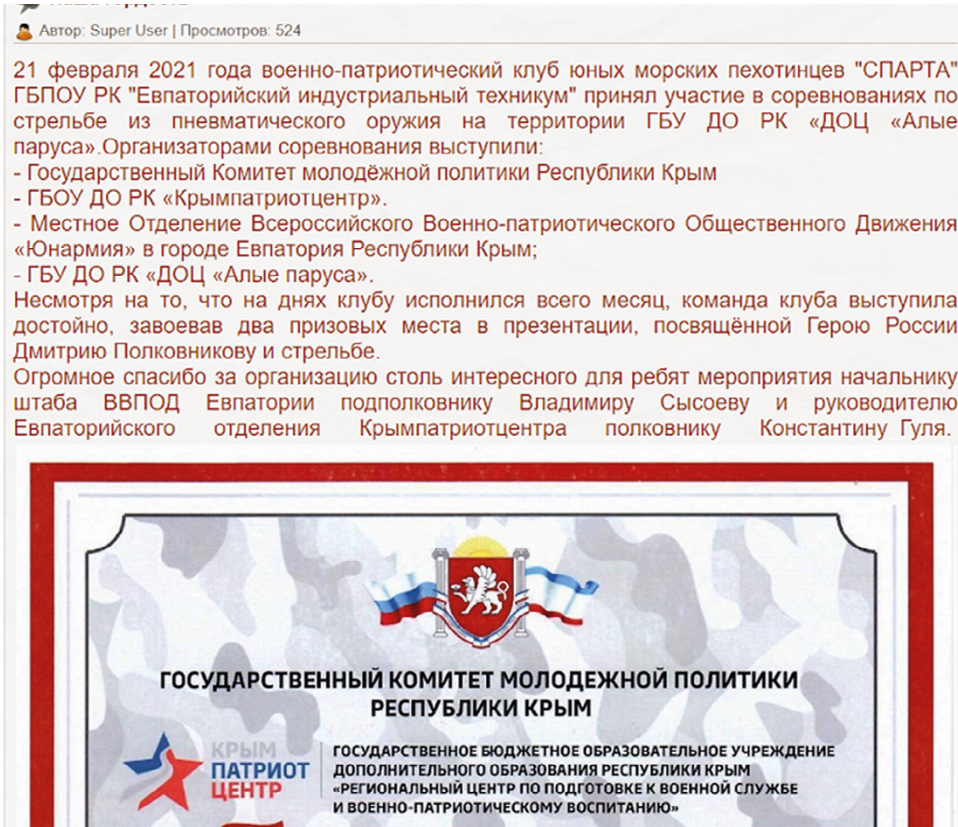 Автор: Super User | Просмотров: 524
21 февраля 2021 года военно-патриотический клуб юных морских пехотинцев "СПАРТА"
ГБПОУ РК "Евпаторийский индустриальный техникум" принял участие в соревнованиях по
стрельбе из пневматического оружия на территории ГБУ ДО РК «ДОЦ «Алые
паруса».Организаторами соревнования выступили:
- Государственный Комитет молодёжной политики Республики Крым
- ГБОУ ДО РК «Крымпатриотцентр».
- Местное Отделение Всероссийского Военно-патриотического Общественного Движения
«Юнармия» в городе Евпатория Республики Крым;
- ГБУ ДО РК «ДОЦ «Алые паруса».
Несмотря на то, что на днях клубу исполнился всего месяц, команда клуба выступила
достойно, завоевав два призовых места в презентации, посвящённой Герою России
Дмитрию Полковникову и стрельбе.
Огромное спасибо за организацию столь интересного для ребят мероприятия начальнику
штаба ВВПОД Евпатории подполковнику Владимиру Сысоеву и руководителю
Евпаторийского отделения Крымпатриотцентра полковнику Константину Гуля.
ГОСУДАРСТВЕННЫЙ КОМИТЕТ МОЛОДЕЖНОЙ ПОЛИТИКИ
РЕСПУБЛИКИ КРЫМ
КРЫМ
ПАТРИОТ
ЦЕНТР
ГОСУДАРСТВЕННОЕ БЮДЖЕТНОЕ ОБРАЗОВАТЕЛЬНОЕ УЧРЕЖДЕНИЕ
ДОПОЛНИТЕЛЬНОГО ОБРАЗОВАНИЯ РЕСПУБЛИКИ КРЫМ
«РЕГИОНАЛЬНЫЙ ЦЕНТР ПО ПОДГОТОВКЕ К ВОЕННОЙ СЛУЖБЕ
И ВОЕННО-ПАТРИОТИЧЕСКОМУ ВОСПИТАНИЮ»